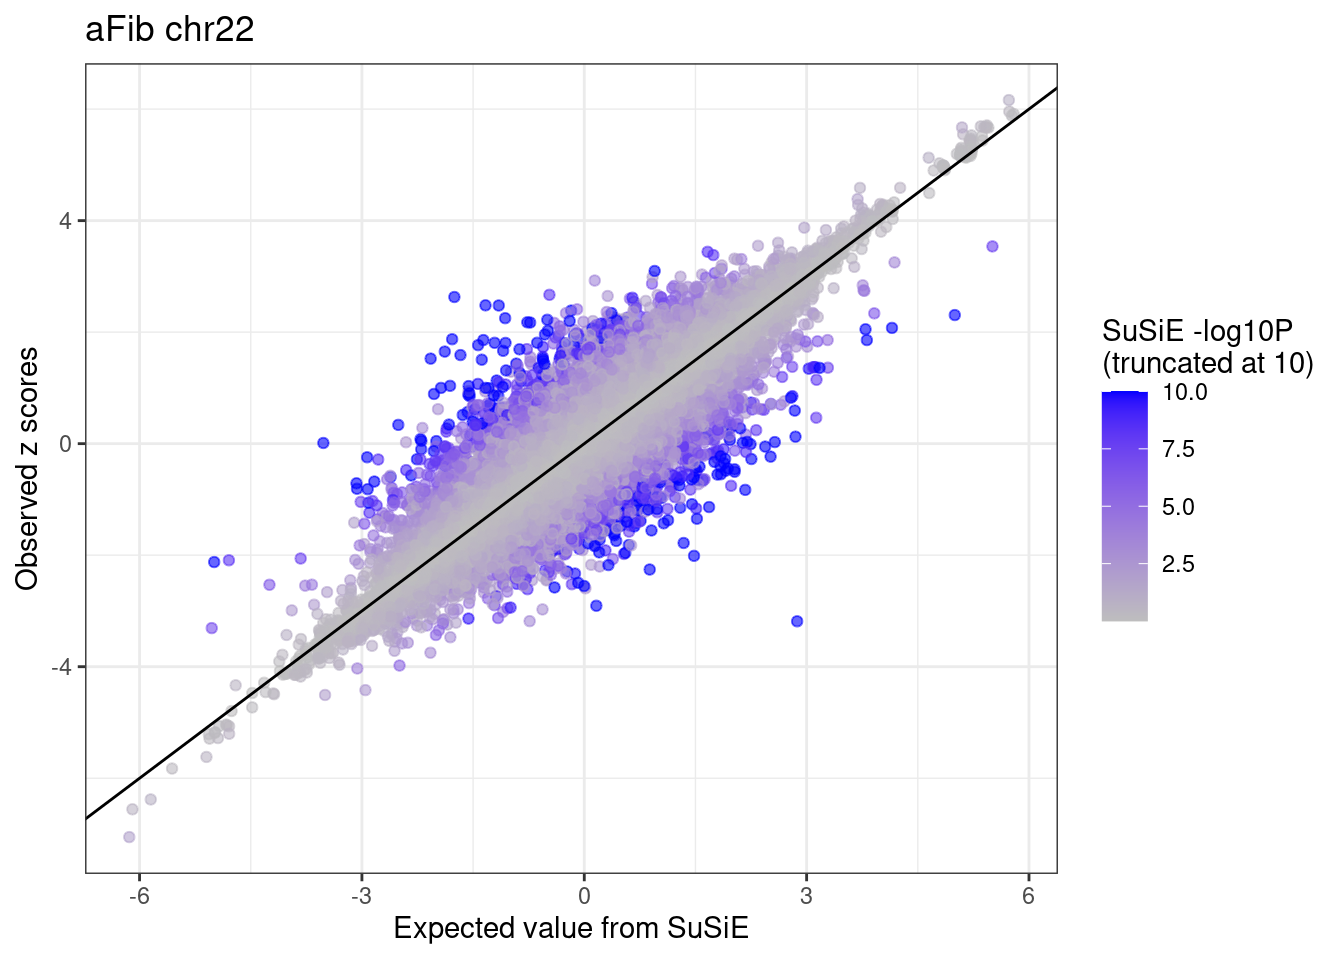 aFib chr22
Observed z scores
4
0
-4
-6
-3
0
3
6
Expected value from SuSiE
SuSiE -log10P
(truncated at 10)
10.0
7.5
5.0
2.5